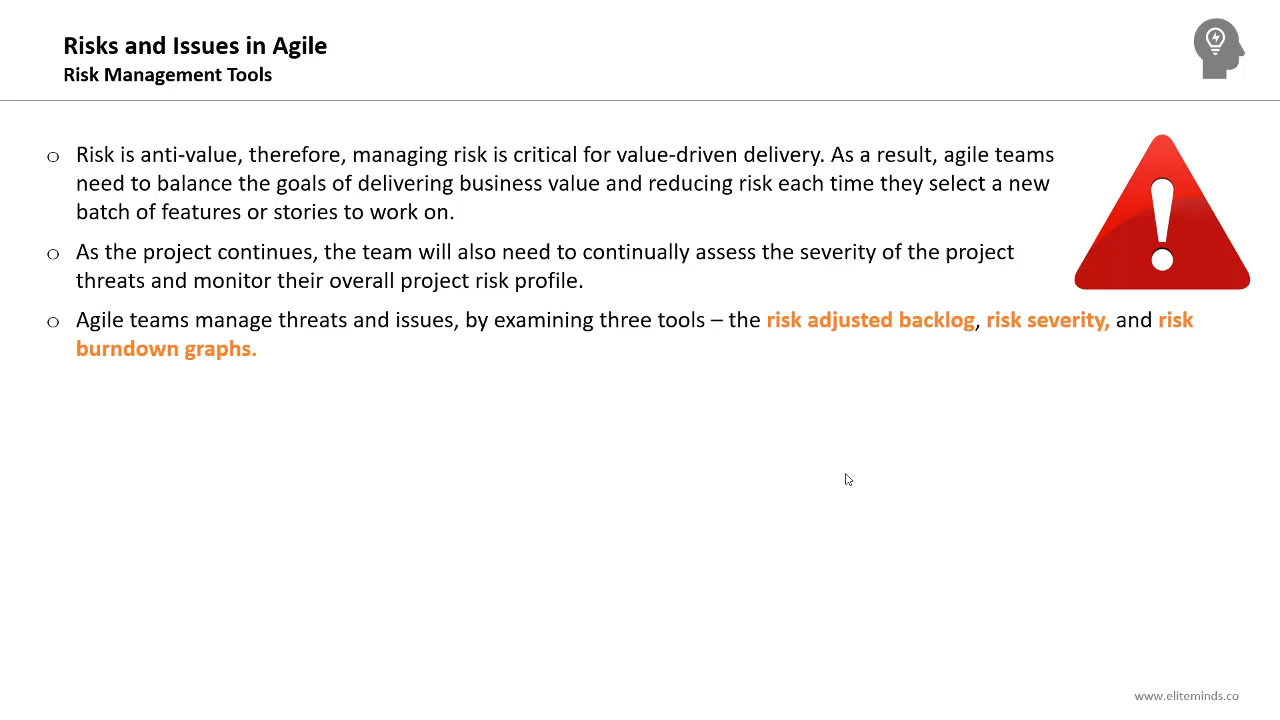 Risks and Issues in Agile
Risk Management Tools
o Risk is anti-value, therefore, managing risk is critical for value-driven delivery. As a result, agile teams
need to balance the goals of delivering business value and reducing risk each time they select a new
batch of features or stories to work on.
o As the project continues, the team will also need to continually assess the severity of the project
threats and monitor their overall project risk profile.
o Agile teams manage threats and issues, by examining three tools – the risk adjusted backlog, risk severity, and risk
burndown graphs.
www.eliteminds.co